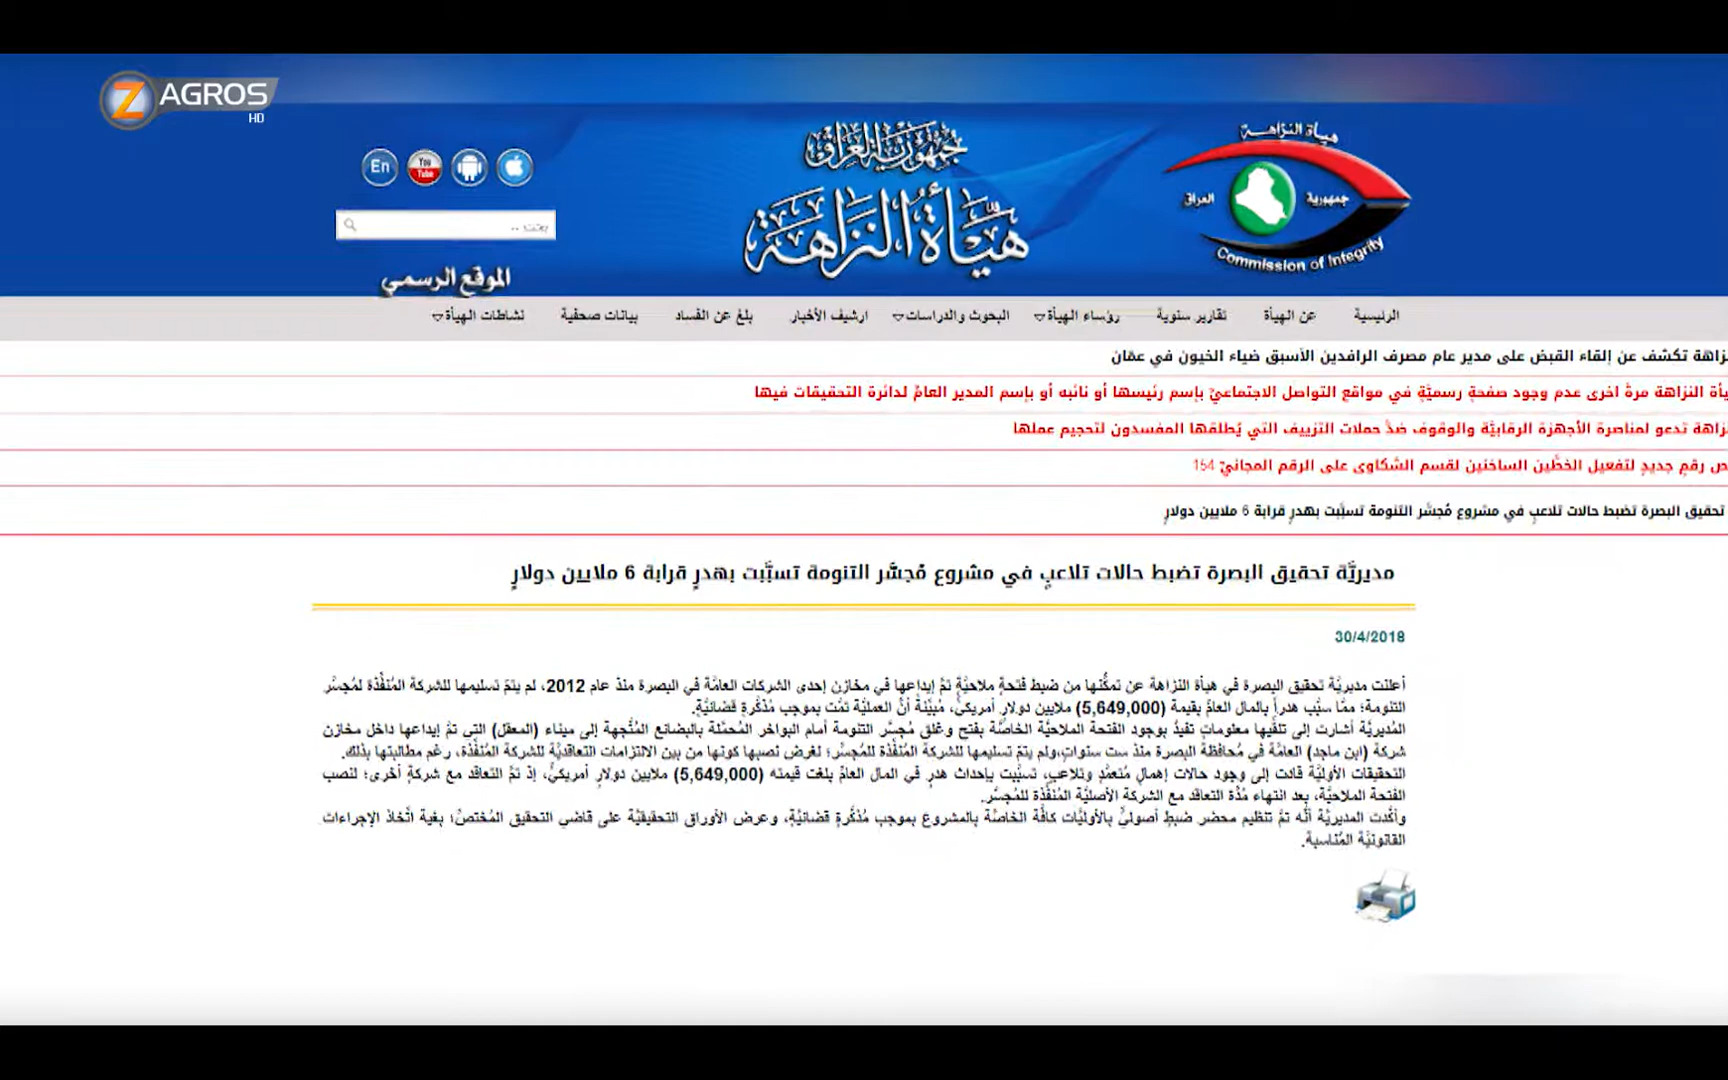 Z AGROS
HD
جمهورية العراق
هيأة النزاهة
هيأة النزاهة
جمهورية العراق
Commission of Integrity
En
You Tube
بحث ..
الموقع الرسمي
الرئيسية عن الهيأة تقارير سنوية رؤساء الهيأة البحوث والدراسات ارشيف الأخبار بلغ عن الفساد بيانات صحفية نشاطات الهيأة
تكشف عن إلقاء القبض على مدير عام مصرف الرافدين الأسبق ضياء الخيون في عمّان
النزاهة مرةً اخرى عدم وجود صفحةٍ رسميَّةٍ في مواقع التواصل الاجتماعيّ بإسم رئيسها أو نائبه أو بإسم المدير العامّ لدائرة التحقيقات فيها
تدعو لمناصرة الأجهزة الرقابيَّة والوقوف ضدَّ حملات التزييف التي يُطلقها المفسدون لتحجيم عملها
رقمٍ جديدٍ لتفعيل الخطَّين الساخنين لقسم الشَّكاوى على الرقم المجانيّ 154
تحقيق البصرة تضبط حالات تلاعبٍ في مشروع مُجسَّر التنومة تسبَّبت بهدرٍ قرابة 6 ملايين دولارٍ
مديريَّة تحقيق البصرة تضبط حالات تلاعبٍ في مشروع مُجسَّر التنومة تسبَّبت بهدرٍ قرابة 6 ملايين دولارٍ
30/4/2018
أعلنت مديريَّة تحقيق البصرة في هيأة النزاهة عن تمكُّنها من ضبط فتحةٍ ملاحيَّةٍ تمَّ إيداعها في مخازن إحدى الشركات العامَّة في البصرة منذ عام 2012، لم يتمّ تسليمها للشركة المُنفِّذة لمُجسَّر
التنومة؛ ممَّا سبَّب هدراً بالمال العامِّ بقيمة (5,649,000) ملايين دولارٍ أمريكيٍّ، مُبيّنةً أنَّ العمليَّة تمَّت بموجب مُذكَّرةٍ قضائيَّةٍ.
المُديريَّة أشارت إلى تلقّيها معلوماتٍ تفيدُ بوجود الفتحة الملاحيَّة الخاصَّة بفتح وغلق مُجسَّر التنومة أمام البواخر المُحمَّلة بالبضائع المُتَّجهة إلى ميناء (المعقل) التي تمَّ إيداعها داخل مخازن
شركة (ابن ماجد) العامَّة في مُحافظة البصرة منذ ست سنواتٍ،ولم يتمّ تسليمها للشركة المُنفِّذة للمُجسَّر؛ لغرض نصبها كونها من بين الالتزامات التعاقديَّة للشركة المُنفِّذة، رغم مطالبتها بذلك.
التحقيقات الأوليَّة قادت إلى وجود حالات إهمالٍ مُتعمَّدٍ وتلاعبٍ، تسبَّبت بإحداث هدرٍ في المال العامِّ بلغت قيمته (5,649,000) ملايين دولارٍ أمريكيٍّ، إذ تمَّ التعاقد مع شركةٍ أخرى؛ لنصب
الفتحة الملاحيَّة، بعد انتهاء مُدَّة التعاقد مع الشركة الأصليَّة المُنفِّذة للمُجسَّر.
وأكَّدت المديريَّة أنَّه تمَّ تنظيم محضر ضبطٍ أصوليٍّ بالأوليَّات كافَّة الخاصَّة بالمشروع بموجب مُذكَّرةٍ قضائيَّةٍ، وعرض الأوراق التحقيقيَّة على قاضي التحقيق المُختصِّ؛ بغية اتّخاذ الإجراءات
القانونيَّة المُناسبة.